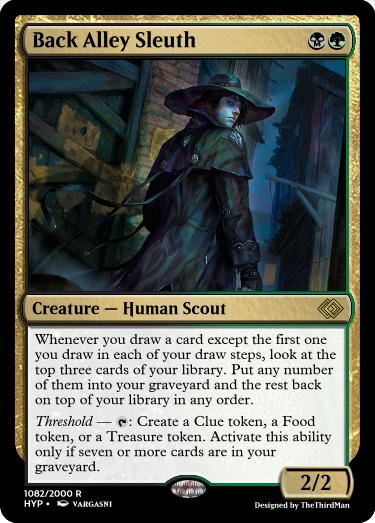 Back Alley Sleuth
Creature — Human Scout
Whenever you draw a card except the first one
you draw in each of your draw steps, look at the
top three cards of your library. Put any number
of them into your graveyard and the rest back
on top of your library in any order.
Threshold — : Create a Clue token, a Food
token, or a Treasure token. Activate this ability
only if seven or more cards are in your
graveyard.
2/2
1082/2000 R
HYP • VARGASNI
Designed by TheThirdMan